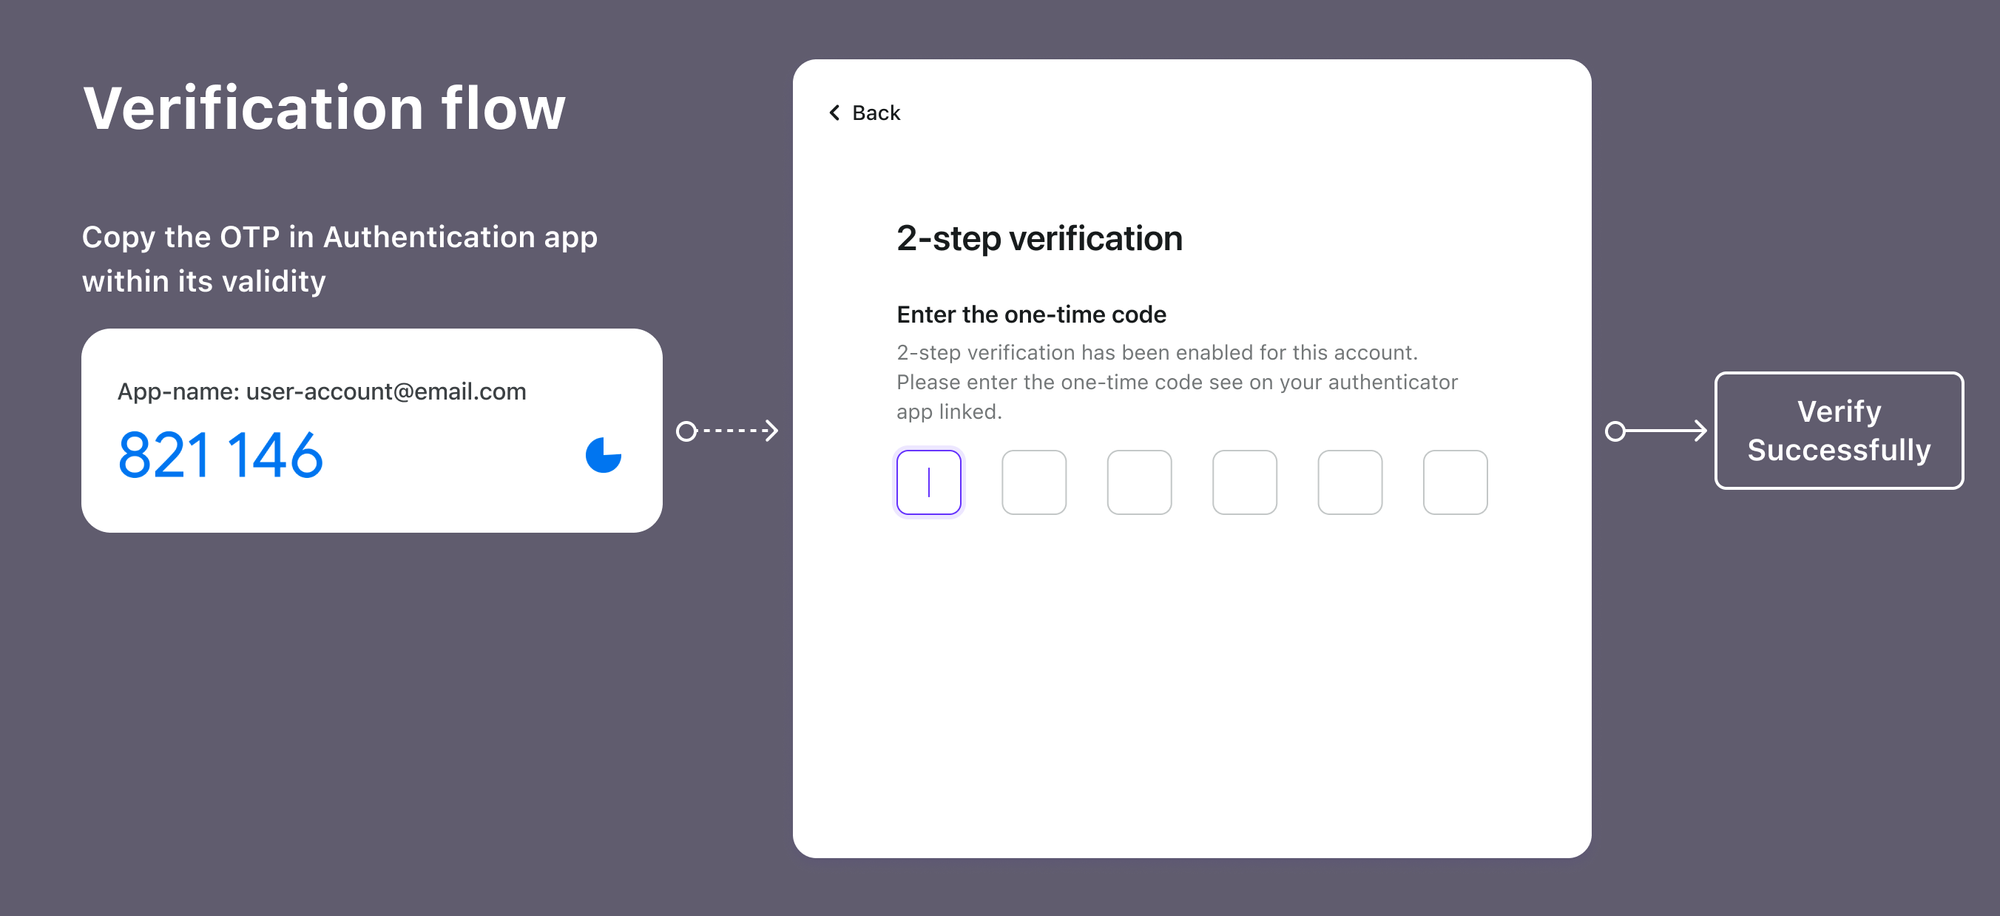 Verification flow
Copy the OTP in Authentication app
within its validity
App-name: user-account@email.com
821 146
Back
2-step verification
Enter the one-time code
2-step verification has been enabled for this account.
Please enter the one-time code see on your authenticator
app linked.
Verify
Successfully